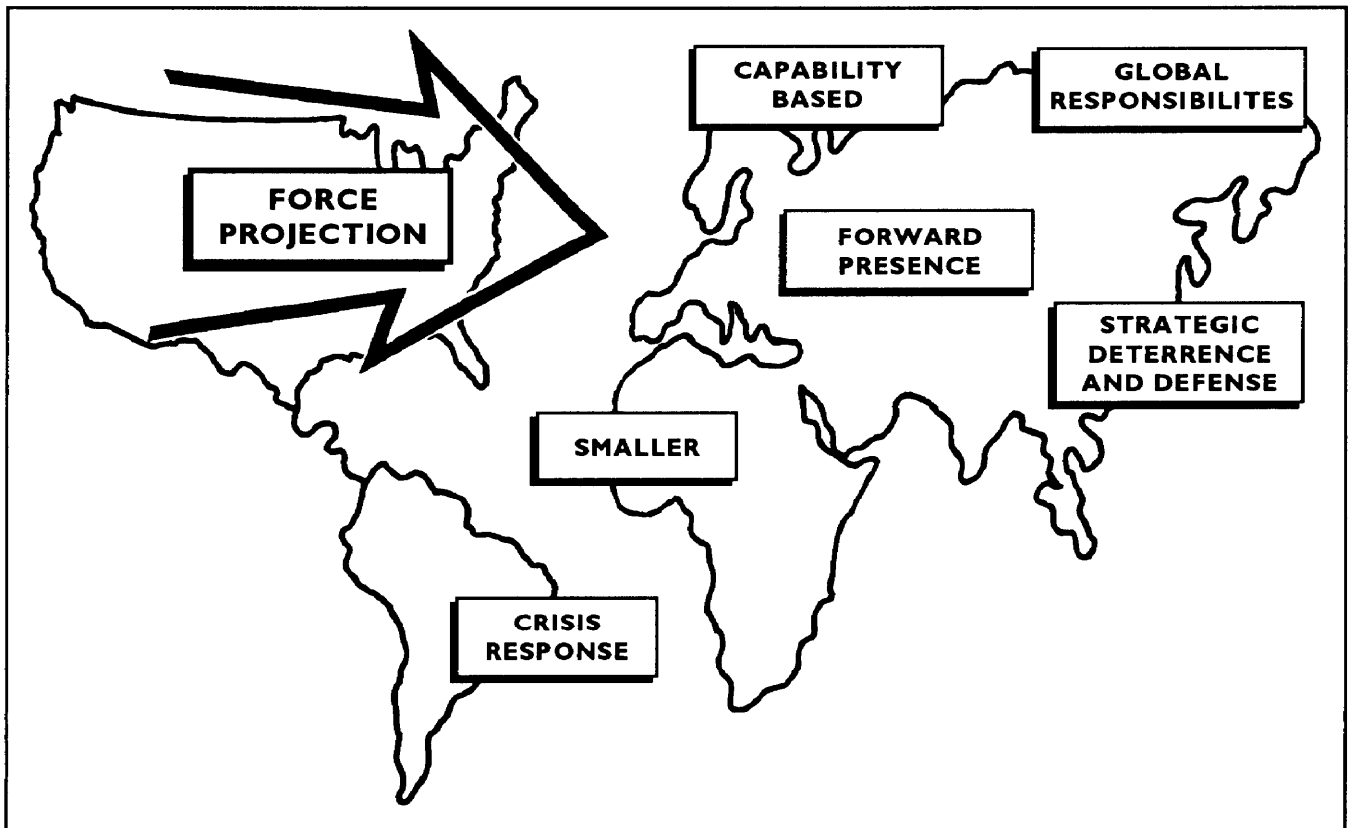 CAPABILITY
BASED
GLOBAL
RESPONSIBILITES
FORCE
PROJECTION
FORWARD
PRESENCE
STRATEGIC
DETERRENCE
AND DEFENSE
SMALLER
CRISIS
RESPONSE